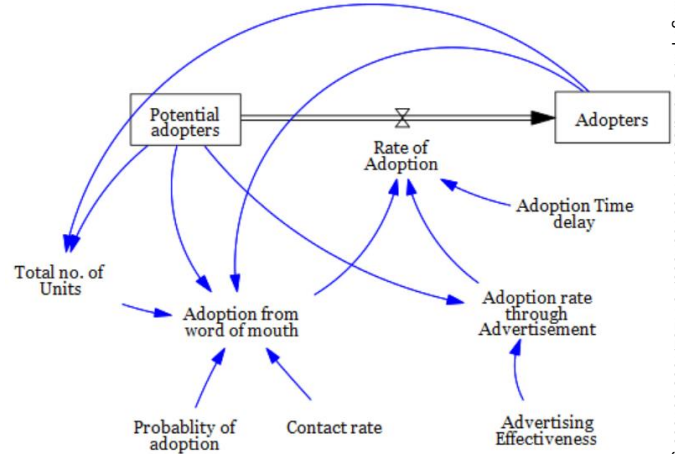 Potential
adopters
Adopters
Rate of
Adoption
Adoption Time
delay
Total no. of
Units
Adoption from
word of mouth
Adoption rate
through
Advertisement
Probablity of
adoption
Contact rate
Advertising
Effectiveness